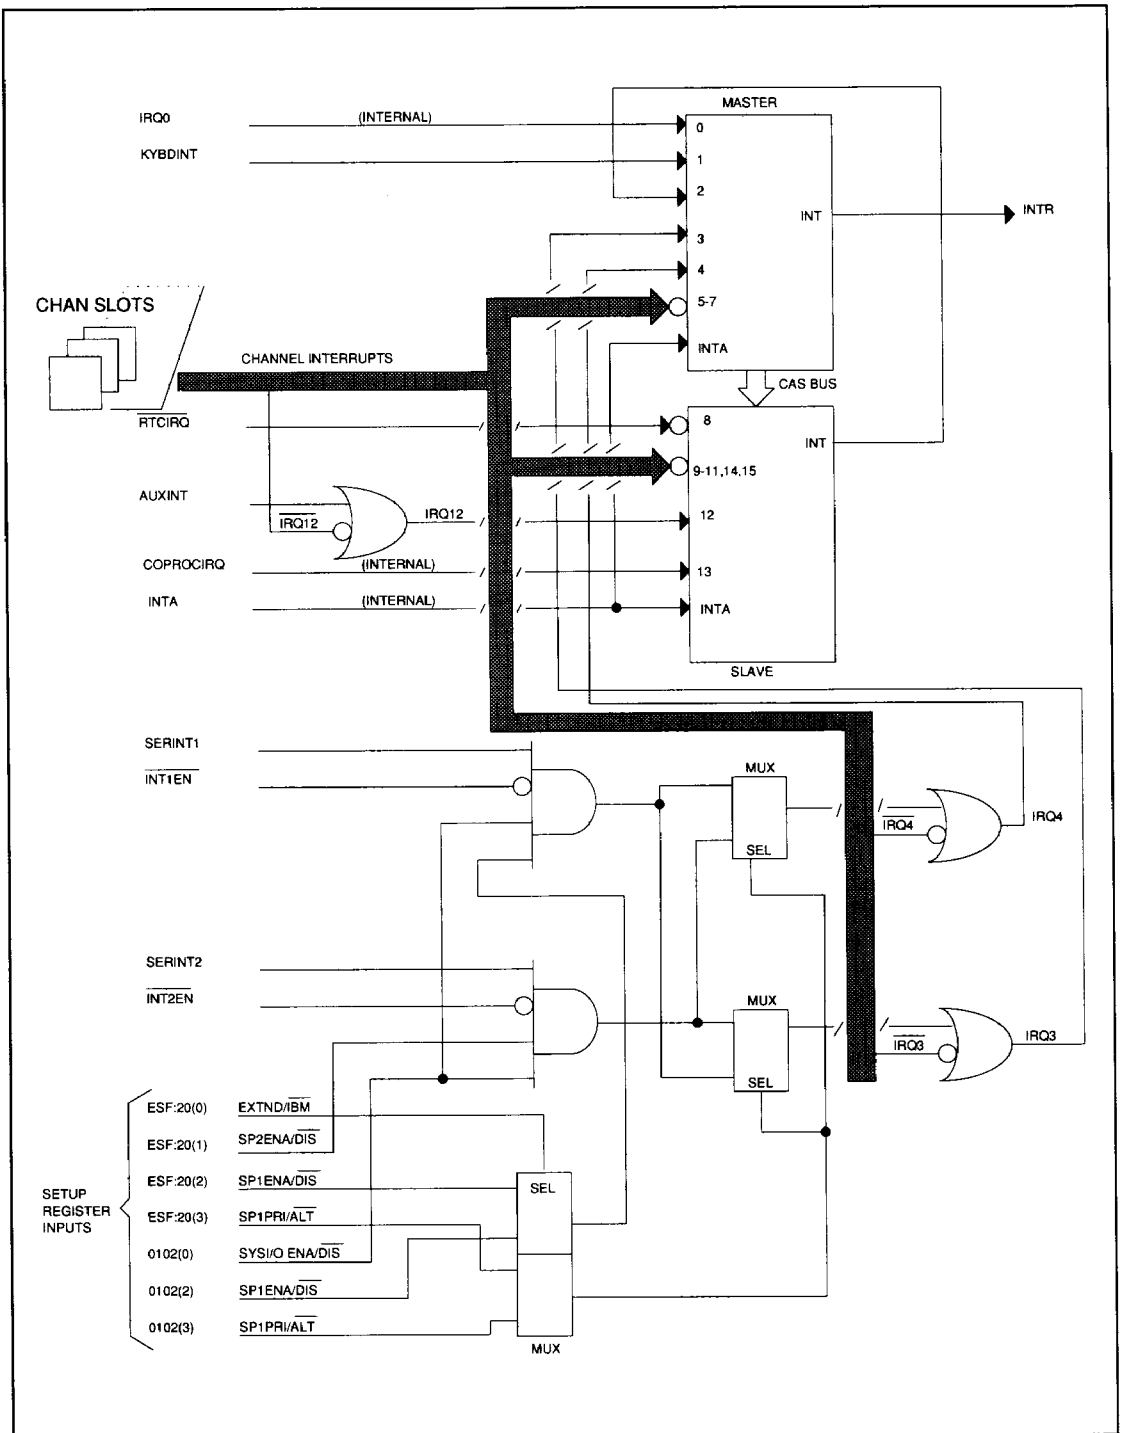 MASTER
IRQ0 (INTERNAL) 0
KYBDINT 1
2
INT INTR
3
4
5-7
CHAN SLOTS
CHANNEL INTERRUPTS INTA
CAS BUS
RTCIRQ 8
INT
9-11,14,15
AUXINT
IRQ12 IRQ12 12
COPROCIRQ (INTERNAL) 13
INTA (INTERNAL) INTA
SLAVE
SERINT1
INT1EN MUX
IRQ4 IRQ4
SEL
SERINT2
INT2EN MUX
IRQ3 IRQ3
SEL
SETUP
REGISTER
INPUTS
ESF:20(0) EXTND/IBM
ESF:20(1) SP2ENA/DIS
ESF:20(2) SP1ENA/DIS SEL
ESF:20(3) SP1PRI/ALT
0102(0) SYSI/O ENA/DIS
0102(2) SP1ENA/DIS
0102(3) SP1PRI/ALT
MUX